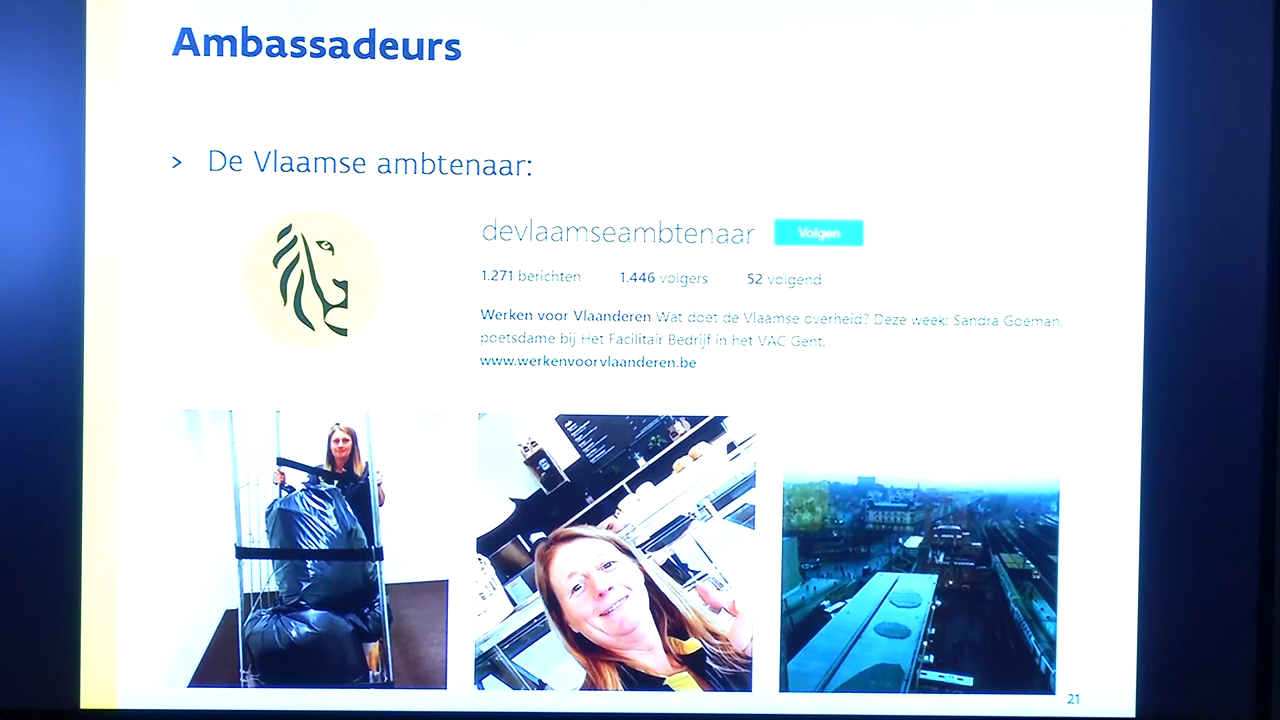 Ambassadeurs
> De Vlaamse ambtenaar:
devlaamseambtenaar Volgen
1.271 berichten 1.446 volgers 52 volgend
Werken voor Vlaanderen Wat doet de Vlaamse overheid? Deze week: Sandra Goeman,
poetsdame bij Het Facilitair Bedrijf in het VAC Gent.
www.werkenvoorvlaanderen.be
21